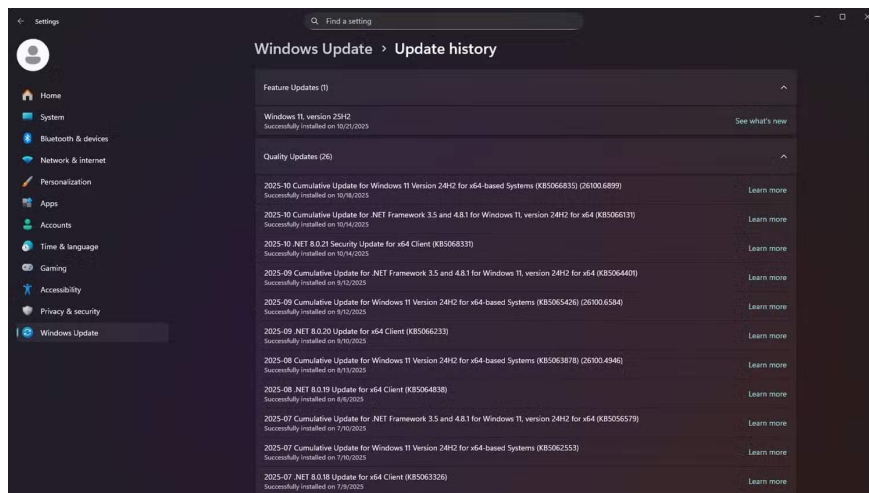 Settings
Find a setting
Windows Update > Update history
Home
System
Bluetooth & devices
Network & internet
Personalization
Apps
Accounts
Time & language
Gaming
Accessibility
Privacy & security
Windows Update
Feature Updates (1)
Windows 11, version 25H2
Successfully installed on 10/21/2025
See what's new
Quality Updates (26)
2025-10 Cumulative Update for Windows 11 Version 24H2 for x64-based Systems (KB5066835) (26100.6899)
Successfully installed on 10/18/2025
Learn more
2025-10 Cumulative Update for .NET Framework 3.5 and 4.8.1 for Windows 11, version 24H2 for x64 (KB5066131)
Successfully installed on 10/14/2025
Learn more
2025-10 .NET 8.0.21 Security Update for x64 Client (KB5068331)
Successfully installed on 10/14/2025
Learn more
2025-09 Cumulative Update for .NET Framework 3.5 and 4.8.1 for Windows 11, version 24H2 for x64 (KB5064401)
Successfully installed on 9/12/2025
Learn more
2025-09 Cumulative Update for Windows 11 Version 24H2 for x64-based Systems (KB5065426) (26100.6584)
Successfully installed on 9/12/2025
Learn more
2025-09 .NET 8.0.20 Update for x64 Client (KB5066233)
Successfully installed on 9/10/2025
Learn more
2025-08 Cumulative Update for Windows 11 Version 24H2 for x64-based Systems (KB5063878) (26100.4946)
Successfully installed on 8/13/2025
Learn more
2025-08 .NET 8.0.19 Update for x64 Client (KB5064838)
Successfully installed on 8/6/2025
Learn more
2025-07 Cumulative Update for .NET Framework 3.5 and 4.8.1 for Windows 11, version 24H2 for x64 (KB5056579)
Successfully installed on 7/10/2025
Learn more
2025-07 Cumulative Update for Windows 11 Version 24H2 for x64-based Systems (KB5062553)
Successfully installed on 7/10/2025
Learn more
2025-07 .NET 8.0.18 Update for x64 Client (KB5063326)
Successfully installed on 7/9/2025
Learn more